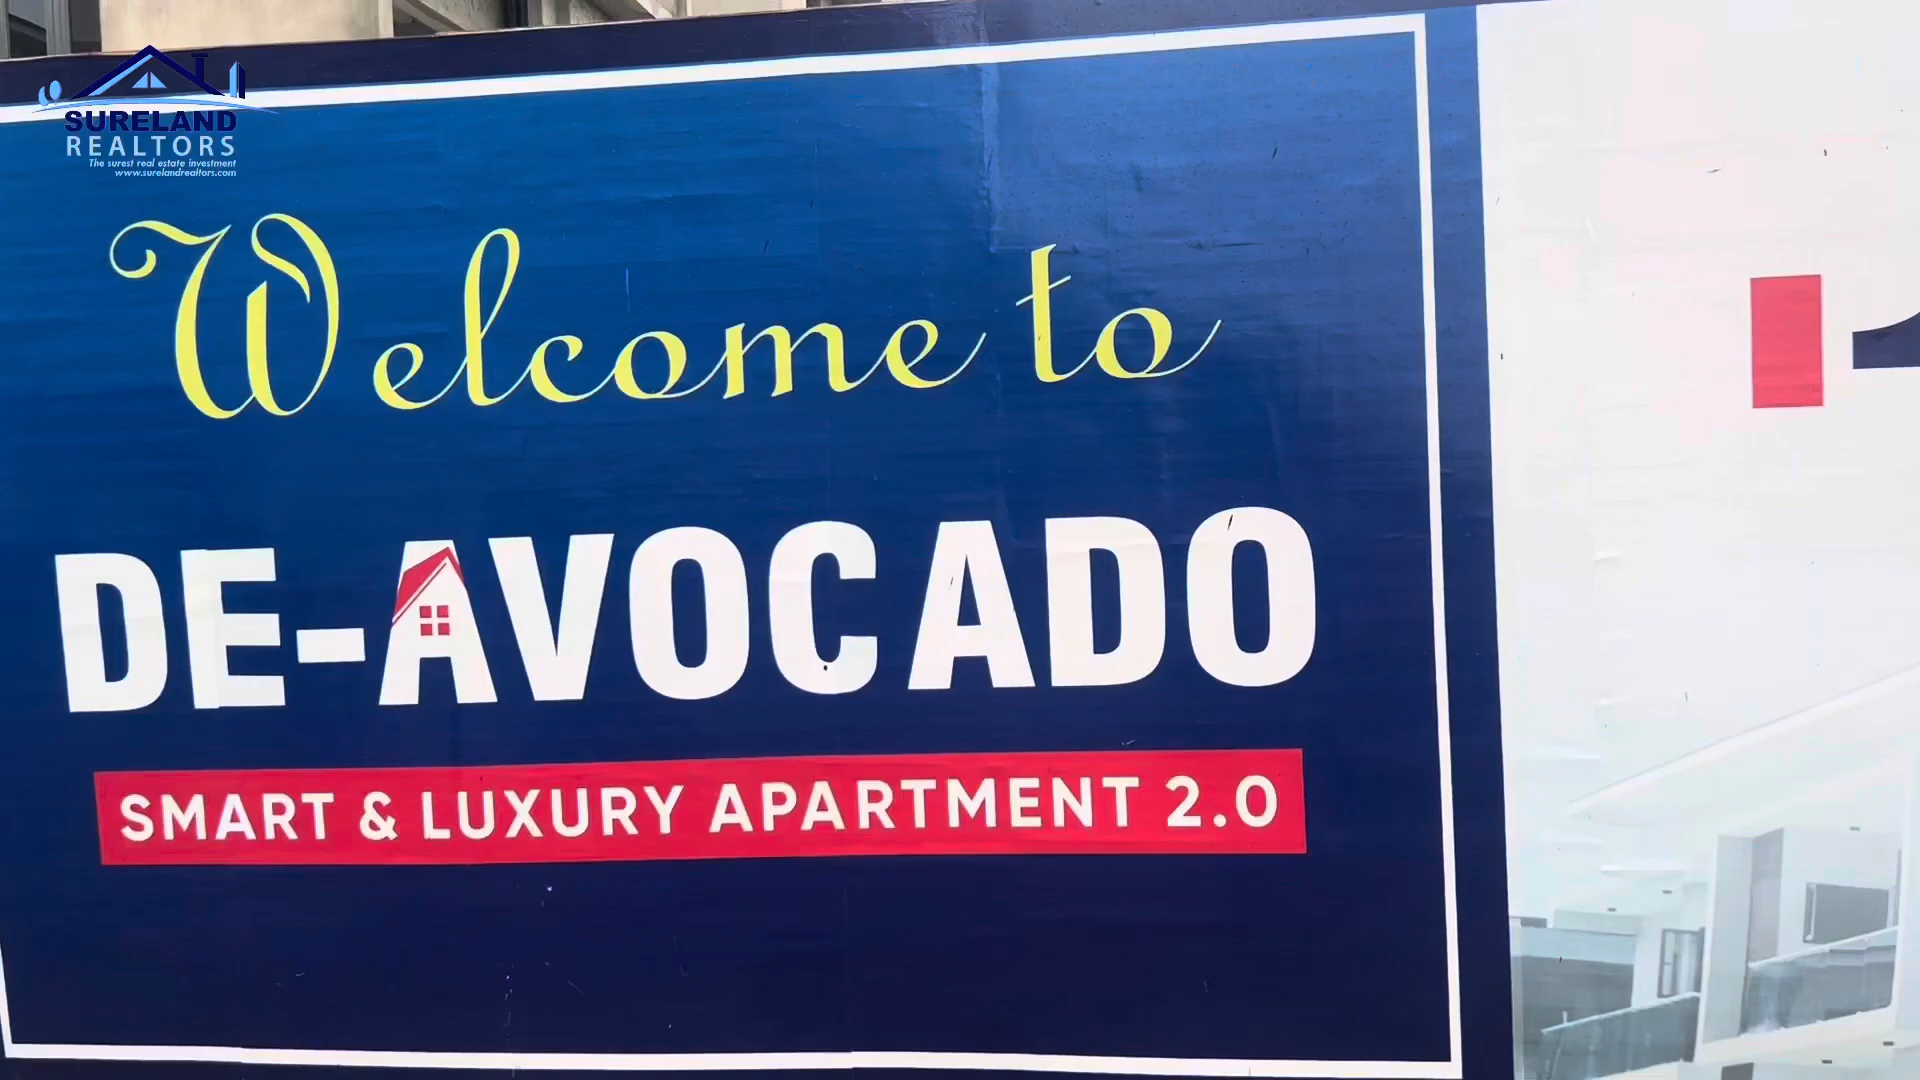 SURELAND
REALTORS
The surest real estate investment
www.surelandrealtors.com
Welcome to
DE-AVOCADO
SMART & LUXURY APARTMENT 2.0